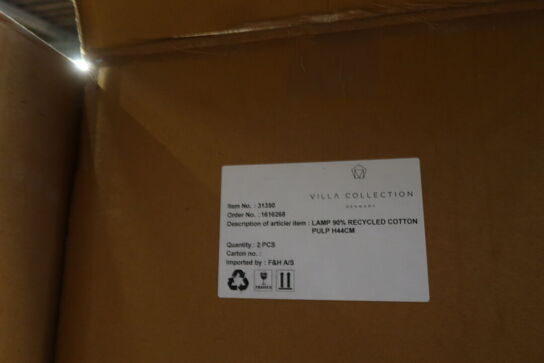 VILLA COLLECTION
DENMARK
Item No. : 31390
Order No. : 1616268
Description of article/ item : LAMP 90% RECYCLED COTTON
PULP H44CM
Quantity : 2 PCS
Carton no. :
Imported by : F&H A/S
FRAGILE